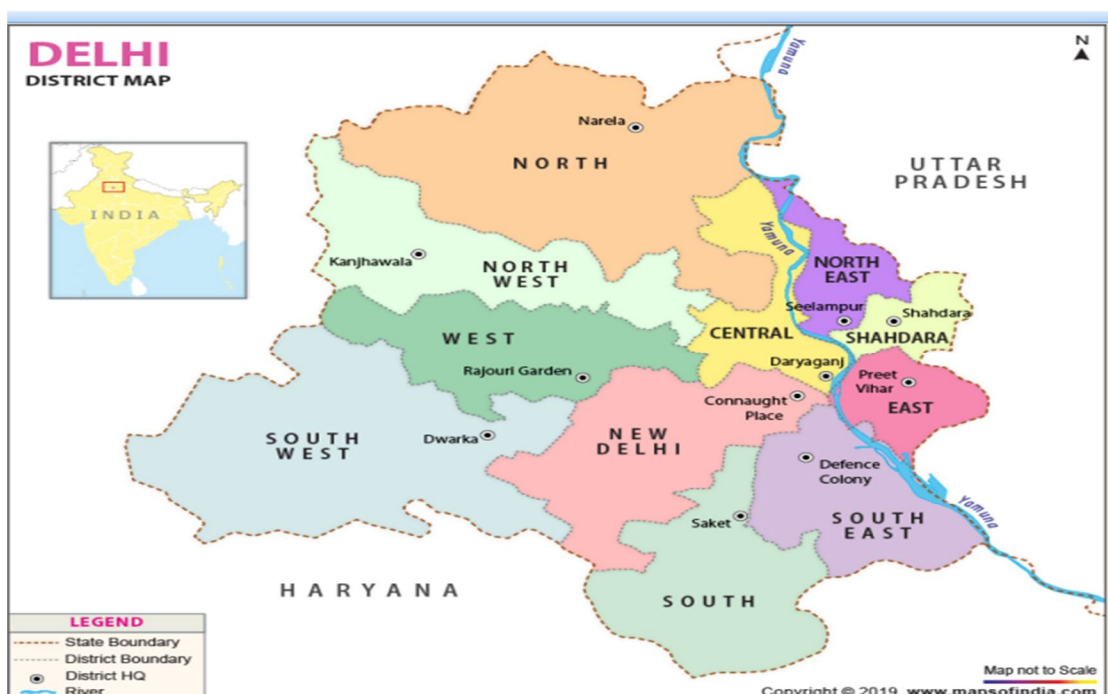 DELHI
DISTRICT MAP
N
Yamuna
Narela
NORTH
UTTAR
PRADESH
INDIA
Yamuna
Kanjhawala
NORTH
WEST
NORTH
EAST
Seelampur
Shahdara
WEST
CENTRAL
SHAHDARA
Rajouri Garden
Daryaganj
Preet
Vihar
Connaught
Place
EAST
SOUTH
WEST
Dwarka
NEW
DELHI
Defence
Colony
Saket
SOUTH
EAST
Yamuna
HARYANA
SOUTH
LEGEND
State Boundary
District Boundary
District HQ
River
Map not to Scale
Copyright © 2019 www.mapsofindia.com